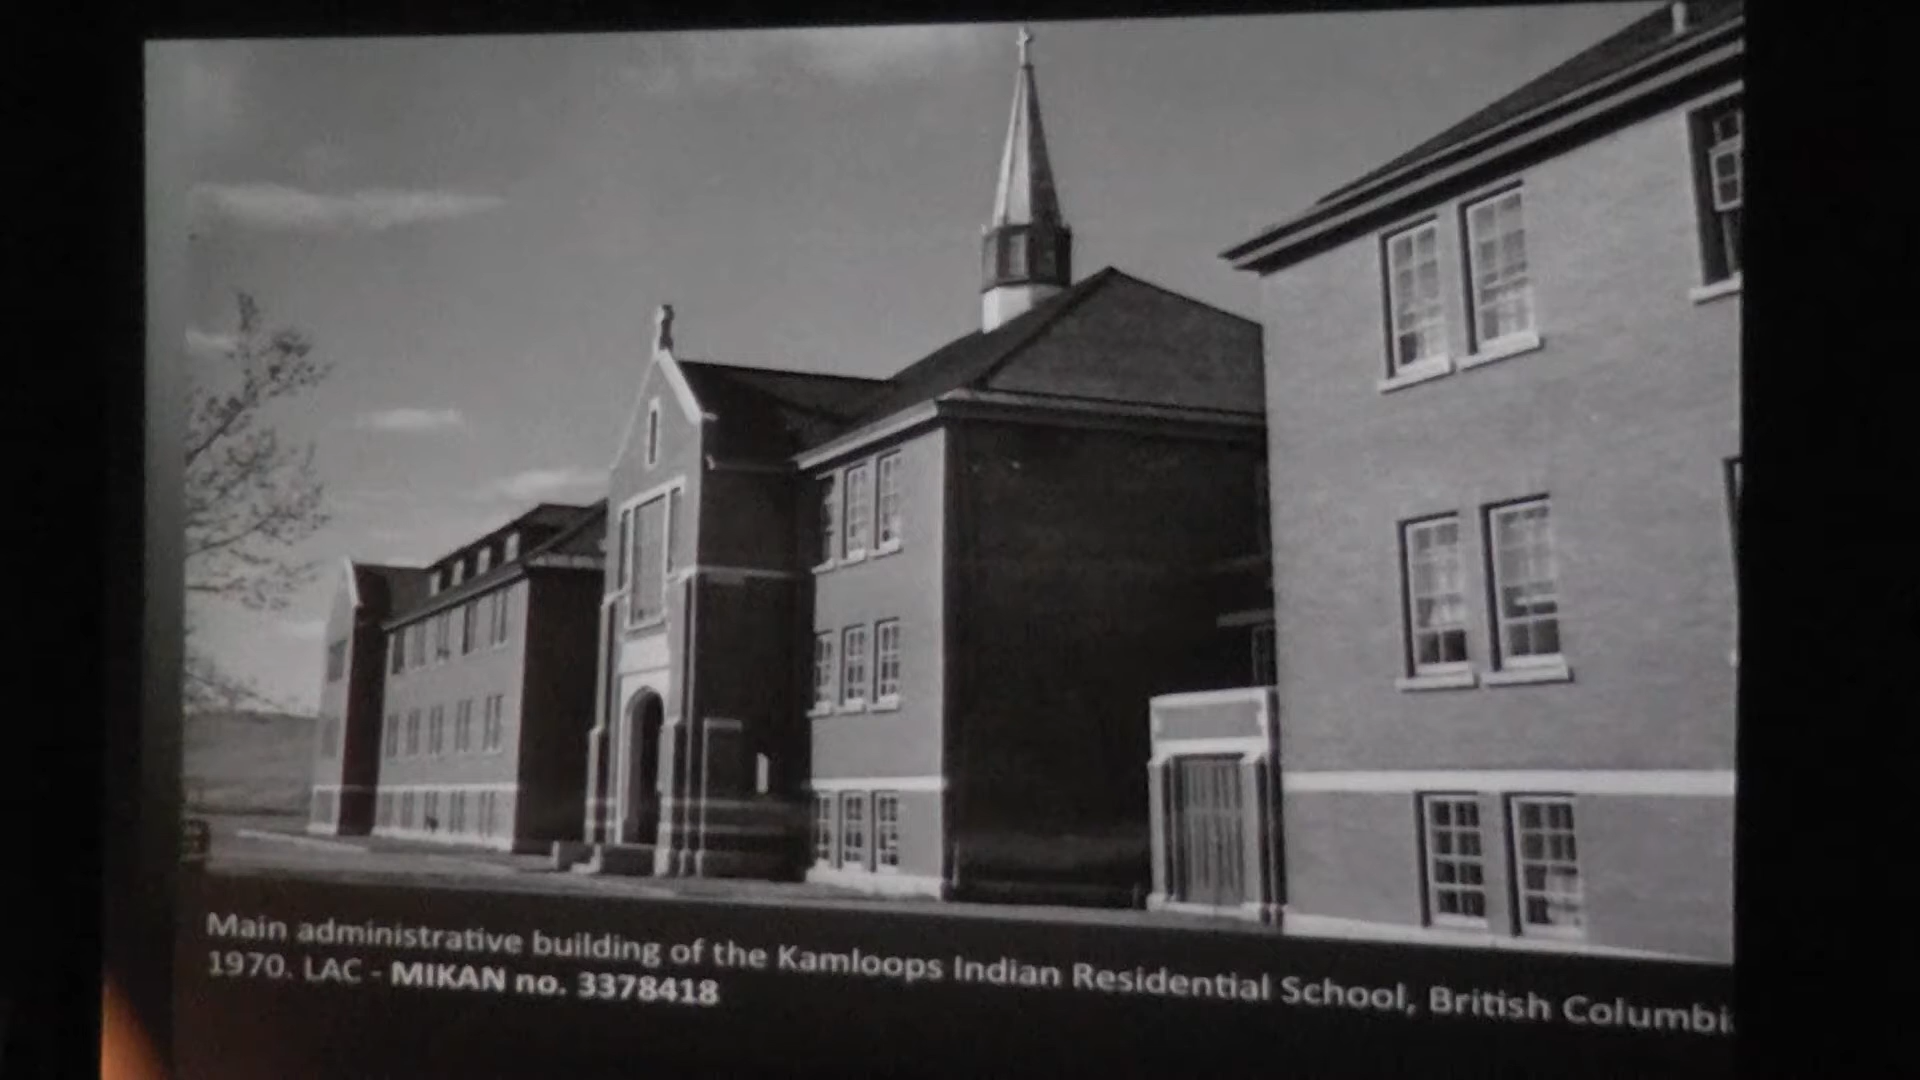 Main administrative building of the Kamloops Indian Residential School, British Columbi
1970. LAC - MIKAN no. 3378418